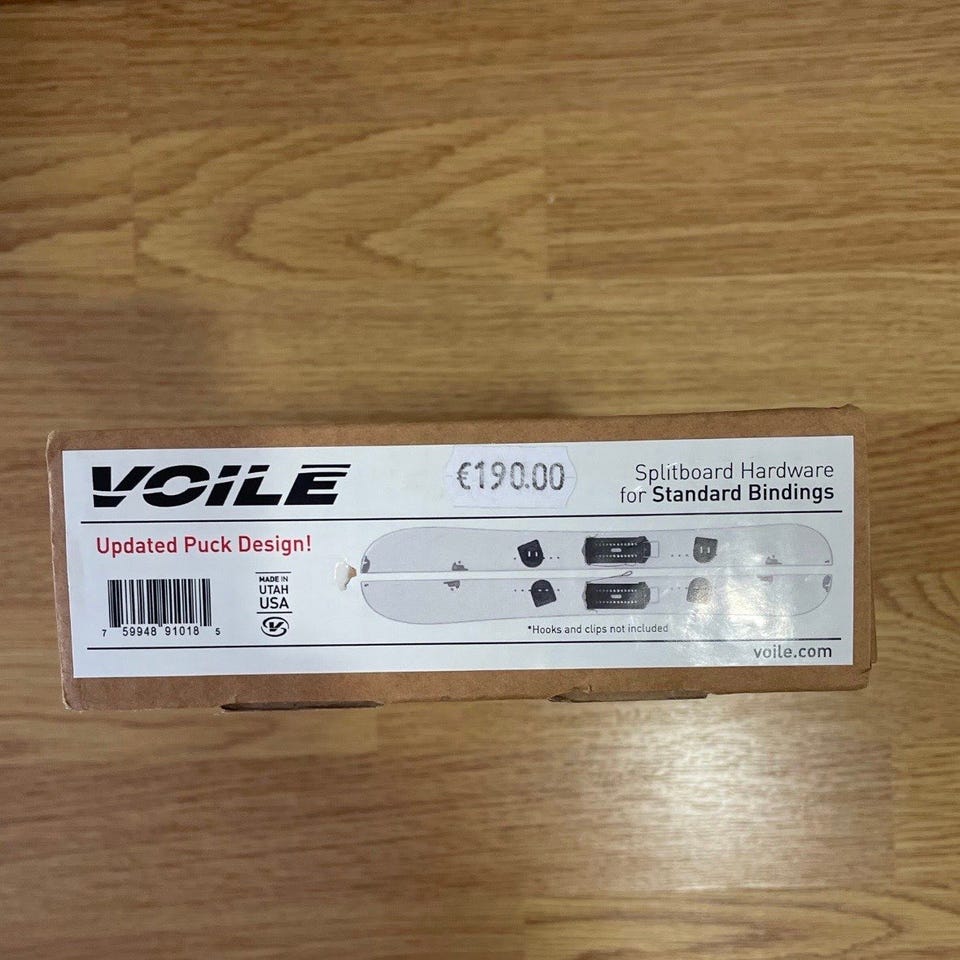 VOILE
€190.00
Splitboard Hardware
for Standard Bindings
Updated Puck Design!
MADE IN
UTAH
USA
7 59948 91018 5
*Hooks and clips not included
voile.com